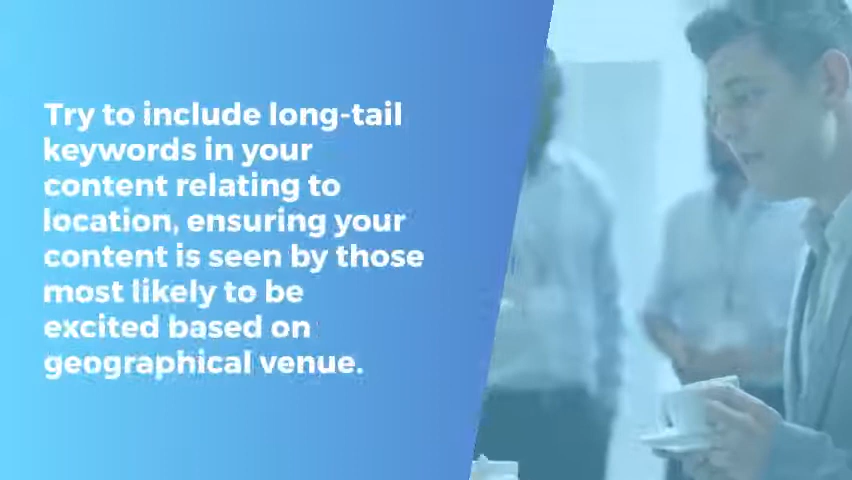 Try to include long-tail
keywords in your
content relating to
location, ensuring your
content is seen by those
most likely to be
excited based on
geographical venue.